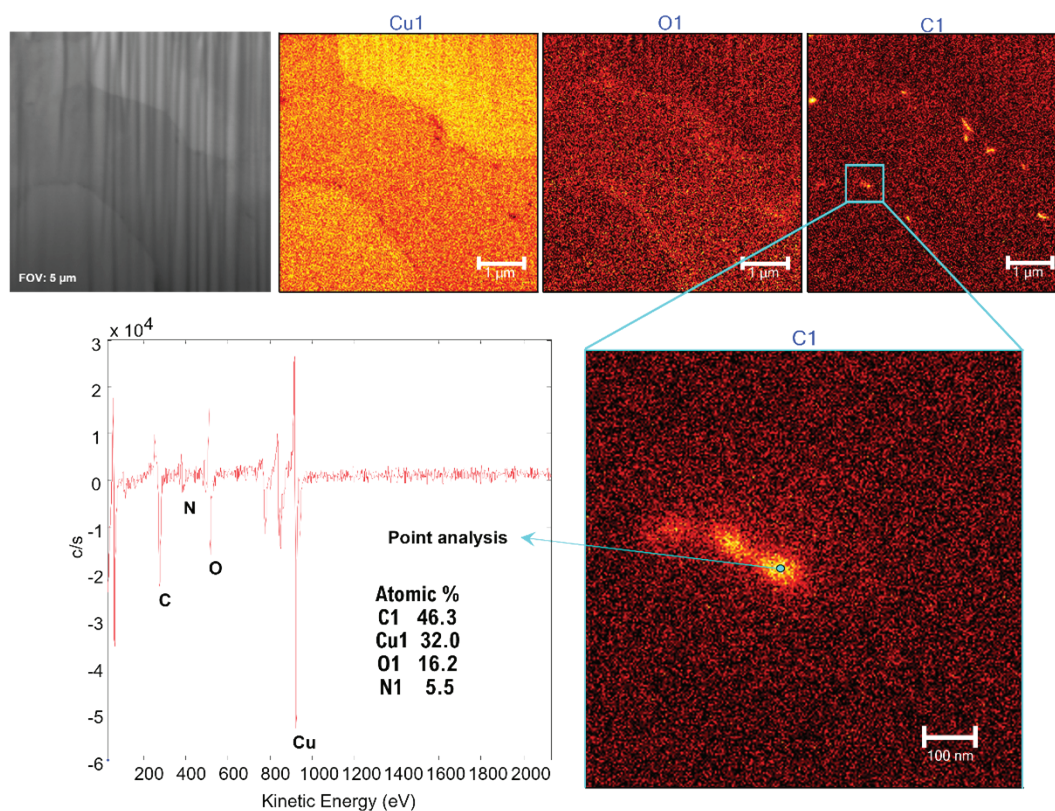 Cu1
O1
C1
FOV: 5 µm
1 µm
1 µm
1 µm
x 10⁴
3
2
1
0
-1
-2
-3
-4
-5
-6
c/s
200 400 600 800 1000 1200 1400 1600 1800 2000
Kinetic Energy (eV)
C
N
O
Cu
Point analysis
Atomic %
C1 46.3
Cu1 32.0
O1 16.2
N1 5.5
C1
100 nm